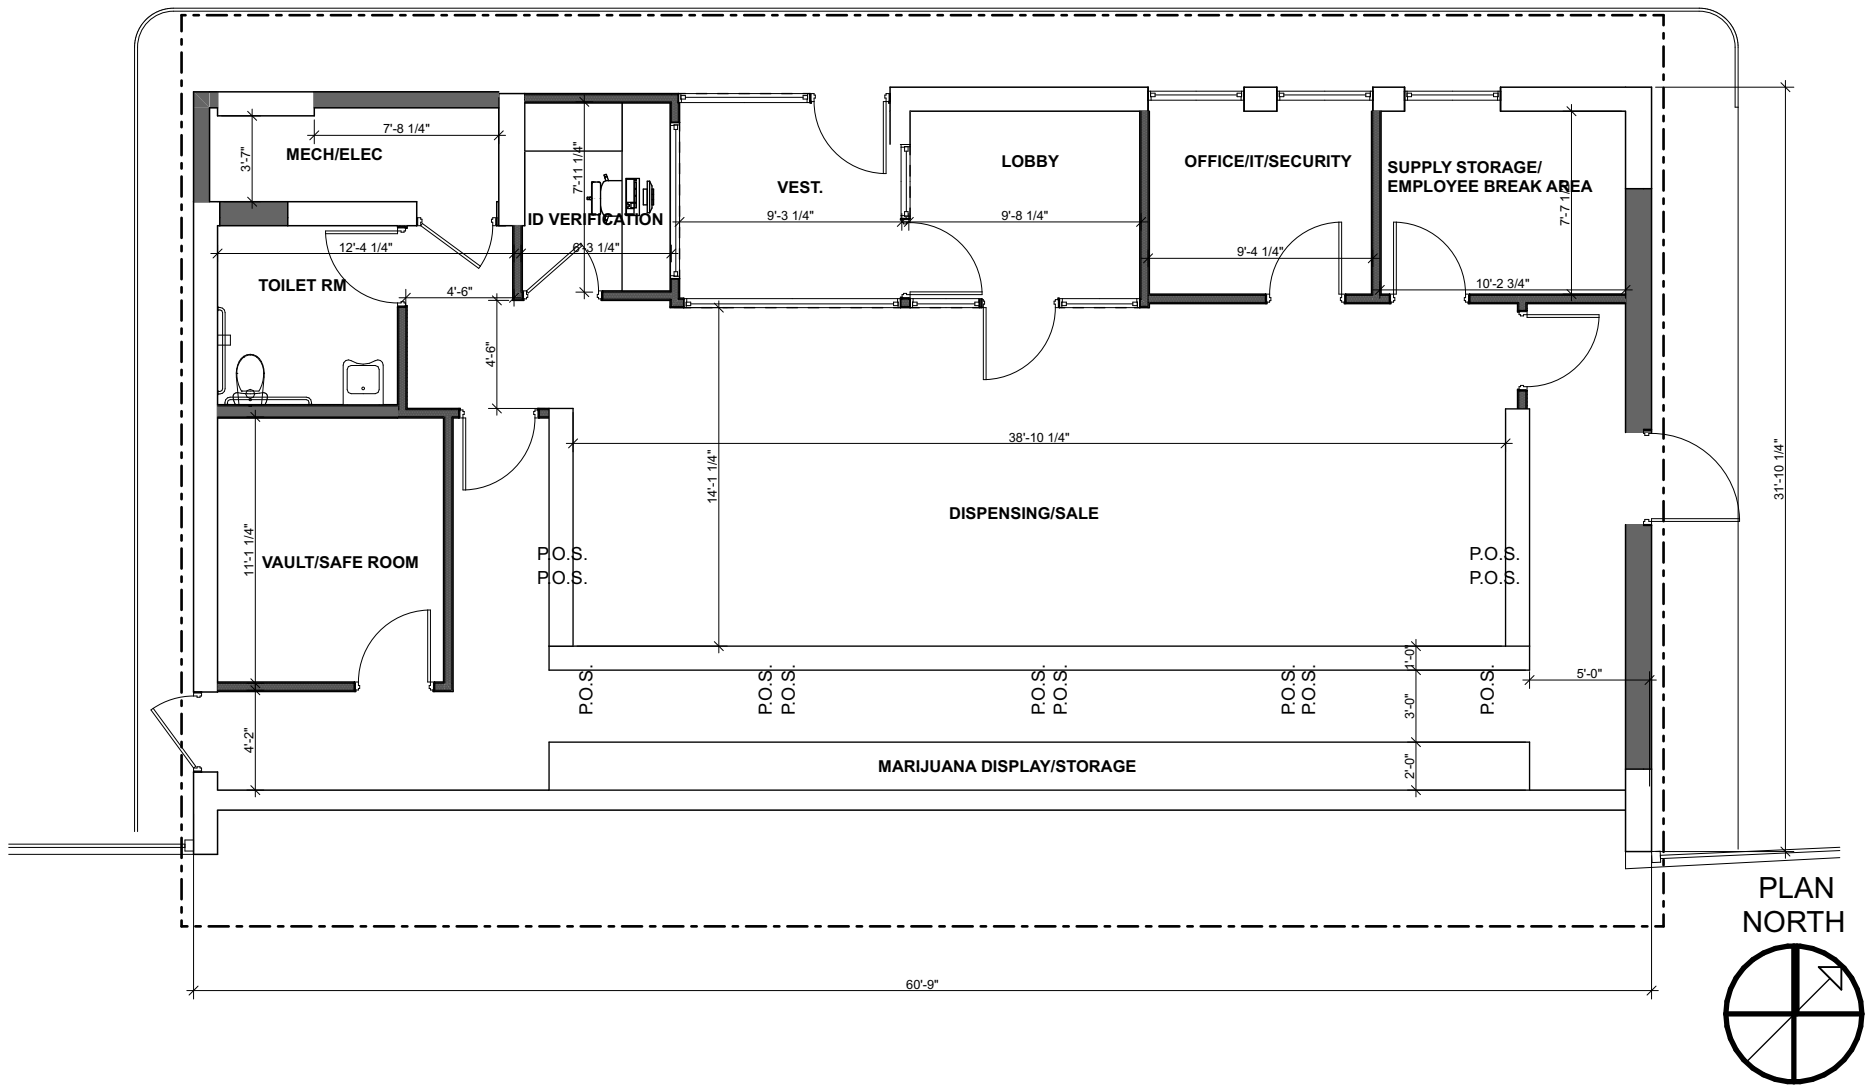 7'-8 1/4"
3'-7"
MECH/ELEC
7'-11 1/4"
ID VERIFICATION
VEST.
LOBBY
OFFICE/IT/SECURITY
SUPPLY STORAGE/
EMPLOYEE BREAK AREA
9'-3 1/4"
9'-8 1/4"
12'-4 1/4"
6'-3 1/4"
9'-4 1/4"
TOILET RM
4'-6"
10'-2 3/4"
4'-6"
38'-10 1/4"
14'-1 1/4"
31'-10 1/4"
DISPENSING/SALE
11'-1 1/4"
VAULT/SAFE ROOM
P.O.S.
P.O.S.
P.O.S.
P.O.S.
1'-0"
5'-0"
P.O.S.
P.O.S.
P.O.S.
P.O.S.
P.O.S.
P.O.S.
P.O.S.
P.O.S.
3'-0"
4'-2"
MARIJUANA DISPLAY/STORAGE
2'-0"
PLAN
NORTH
60'-9"